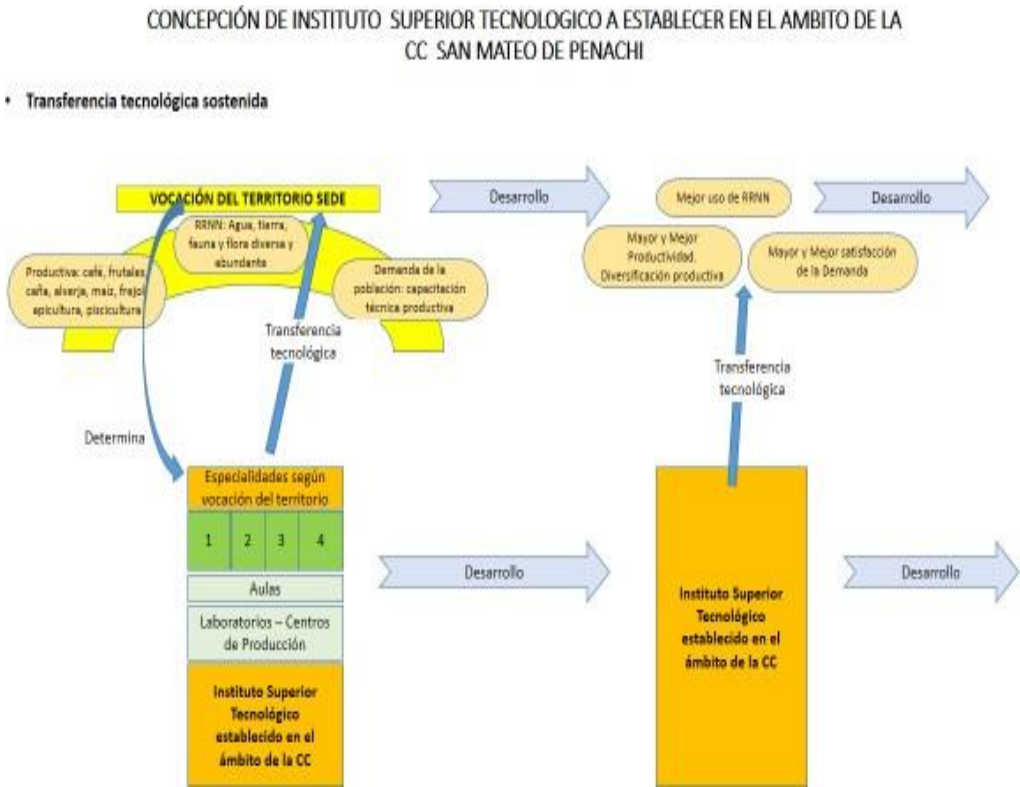 CONCEPCIÓN DE INSTITUTO SUPERIOR TECNOLOGICO A ESTABLECER EN EL AMBITO DE LA
CC SAN MATEO DE PENACHI
• Transferencia tecnológica sostenida
VOCACIÓN DEL TERRITORIO SEDE
RRNN: Agua, tierra,
fauna y flora diversa y
abundante
Productiva: café, frutales,
caña, alverja, maiz, frejol
apicultura, piscicultura
Demanda de la
población: capacitación
técnica productiva
Transferencia
tecnológica
Determina
Especialidades según
vocación del territorio
1 2 3 4
Aulas
Laboratorios – Centros
de Producción
Instituto Superior
Tecnológico
establecido en el
ámbito de la CC
Desarrollo
Desarrollo
Mejor uso de RRNN
Mayor y Mejor
Productividad.
Diversificación productiva
Mayor y Mejor satisfacción
de la Demanda
Desarrollo
Transferencia
tecnológica
Instituto Superior
Tecnológico
establecido en el
ámbito de la CC
Desarrollo